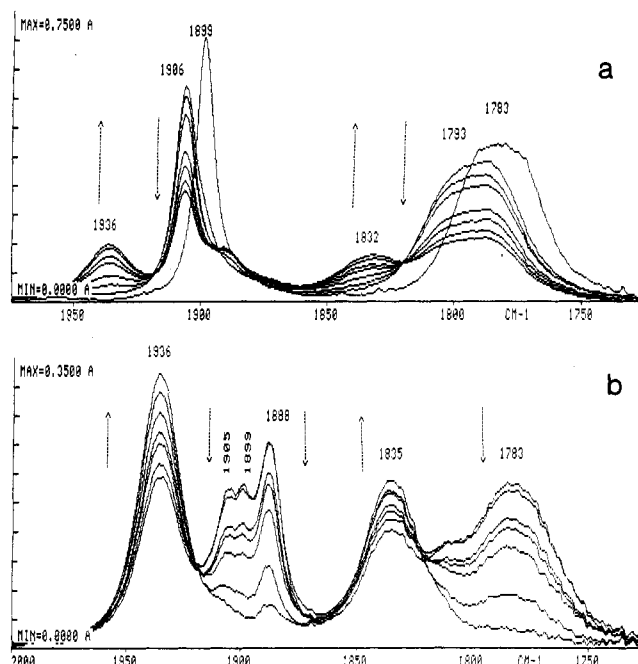 MAX=0.7500 A
1899
a
1906
1783
1793
1936
1832
MIN=0.0000 A
1950 1900 1850 1800 CM-1 1750
MAX=0.3500 A
1936
b
1888
1905
1899
1835
1783
MIN=0.0000 A
2000 1950 1900 1850 1800 CM-1 1750